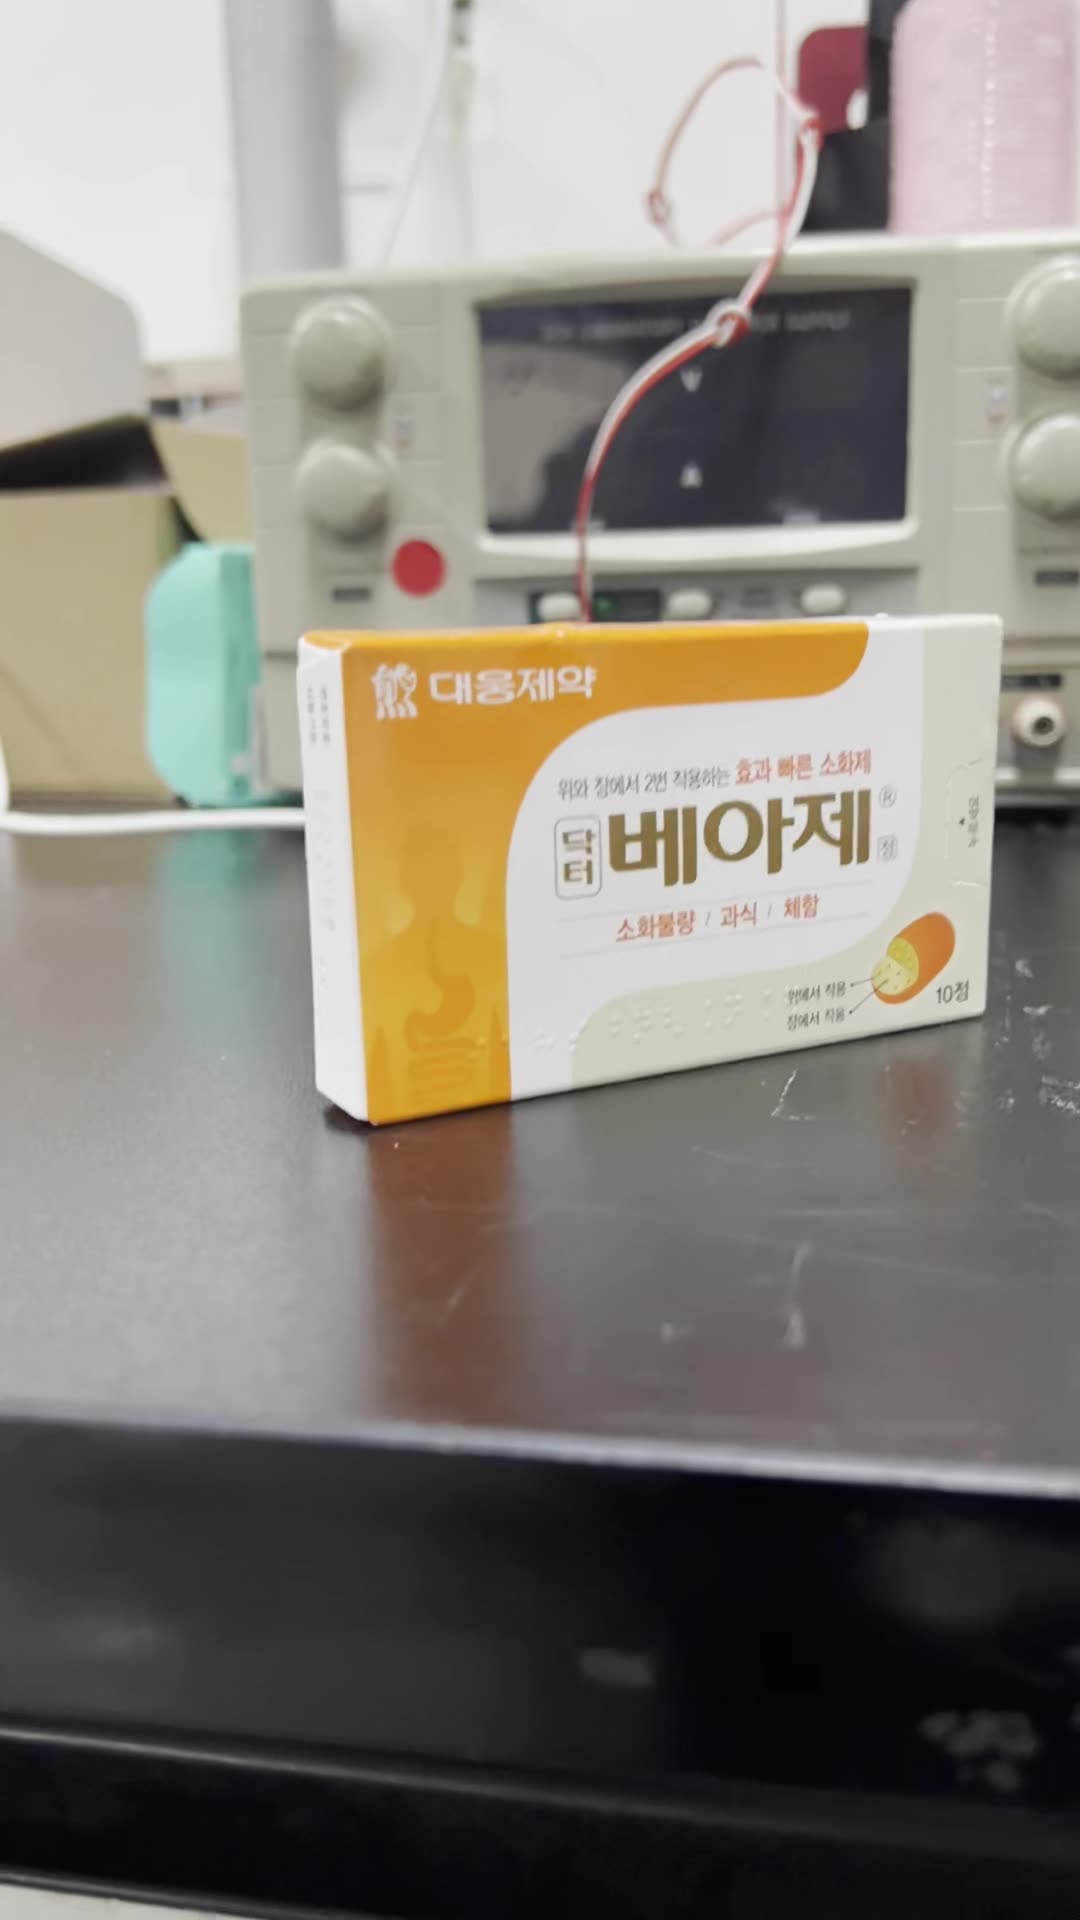 대웅제약
위와 장에서 2번 작용하는 효과 빠른 소화제
닥터 베아제® 정
소화불량 / 과식 / 체함
위에서 작용
장에서 작용
10정